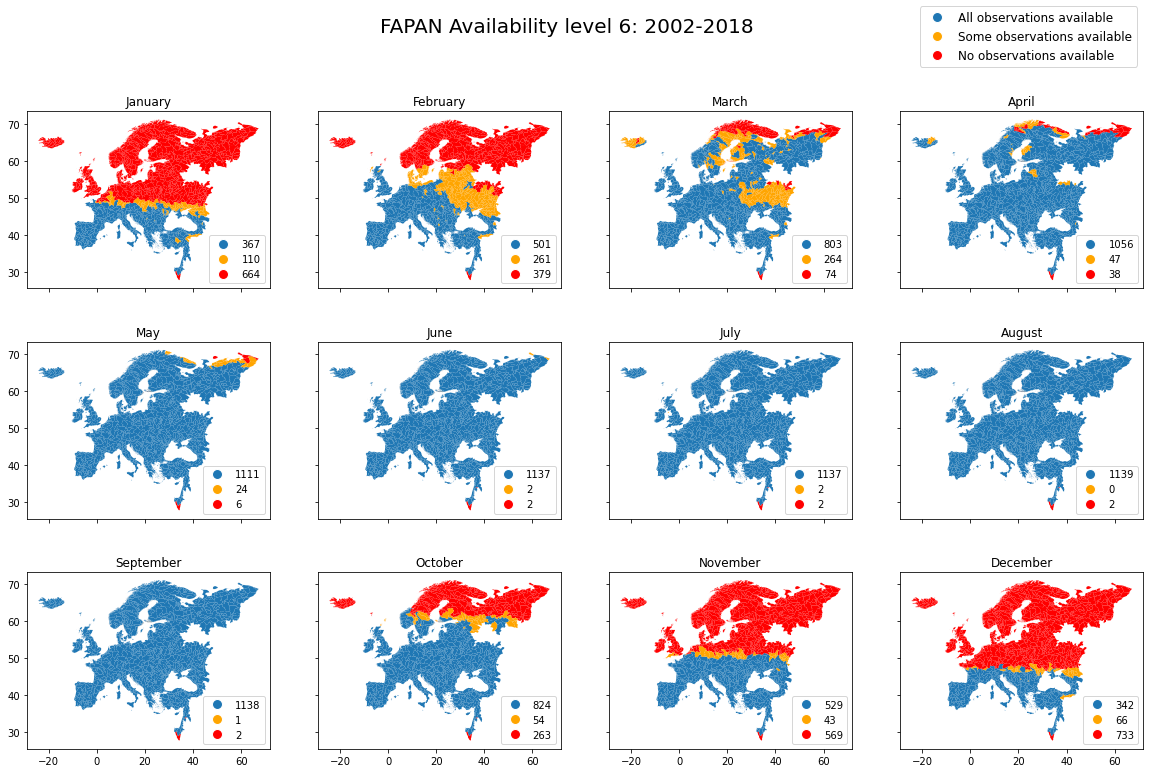 FAPAN Availability level 6: 2002-2018
All observations available
Some observations available
No observations available
January
February
March
April
70
60
50
40
30
367
110
664
501
261
379
803
264
74
1056
47
38
May
June
July
August
70
60
50
40
30
1111
24
6
1137
2
2
1137
2
2
1139
0
2
September
October
November
December
70
60
50
40
30
1138
1
2
824
54
263
529
43
569
342
66
733
−20 0 20 40 60
−20 0 20 40 60
−20 0 20 40 60
−20 0 20 40 60